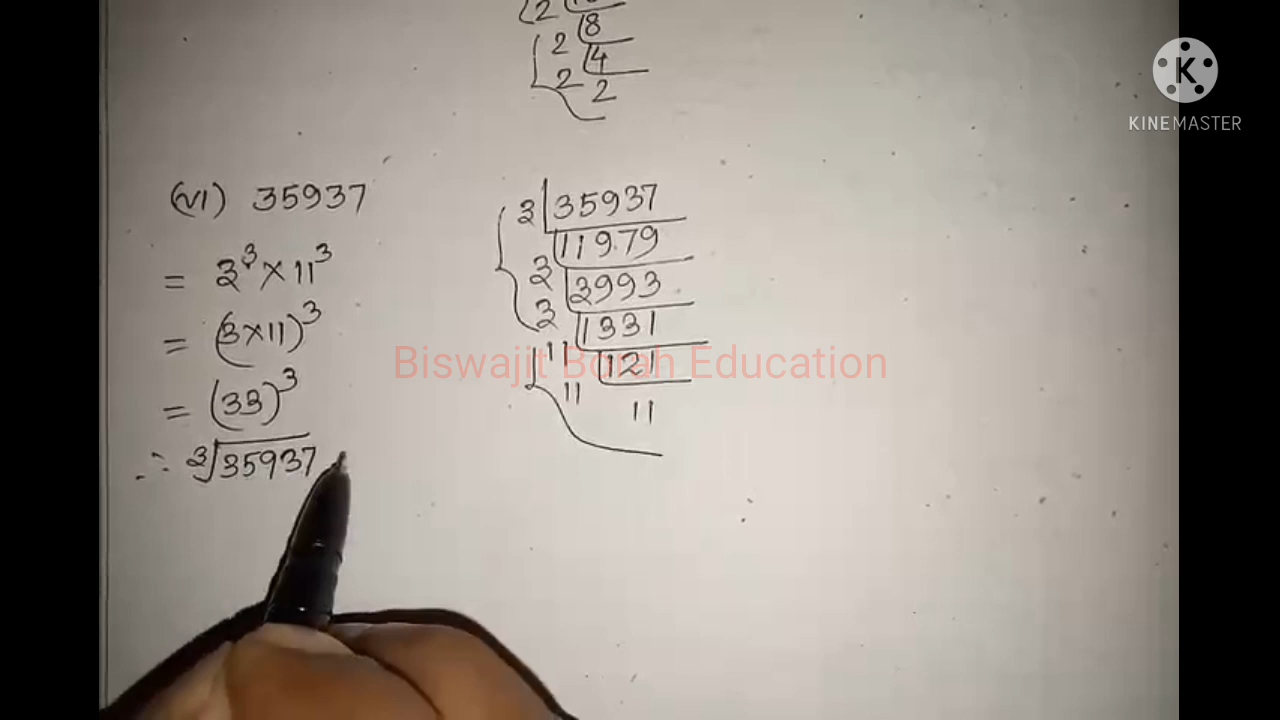 2
2 8
2 4
2
(vi) 35937
= 3³ × 11³
= (3×11)³
= (33)³
∴ ³√35937
3 35937
3 11979
3 3993
11 1331
11 121
11
K
KINEMASTER
Biswajit Borah Education